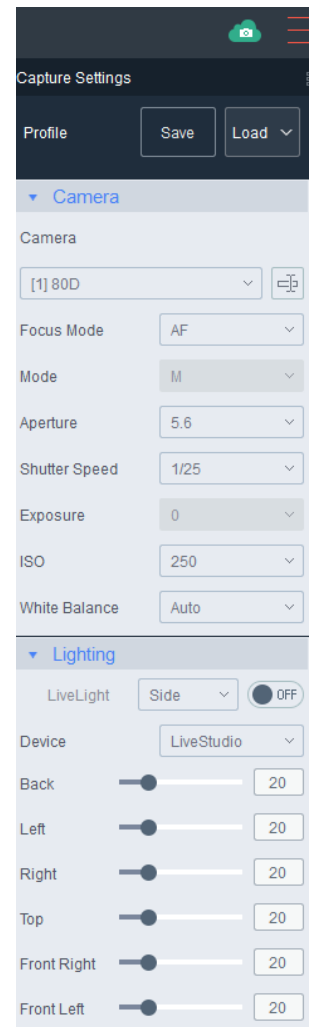 Capture Settings
Profile Save Load
Camera
Camera
[1] 80D
Focus Mode AF
Mode M
Aperture 5.6
Shutter Speed 1/25
Exposure 0
ISO 250
White Balance Auto
Lighting
LiveLight Side OFF
Device LiveStudio
Back 20
Left 20
Right 20
Top 20
Front Right 20
Front Left 20